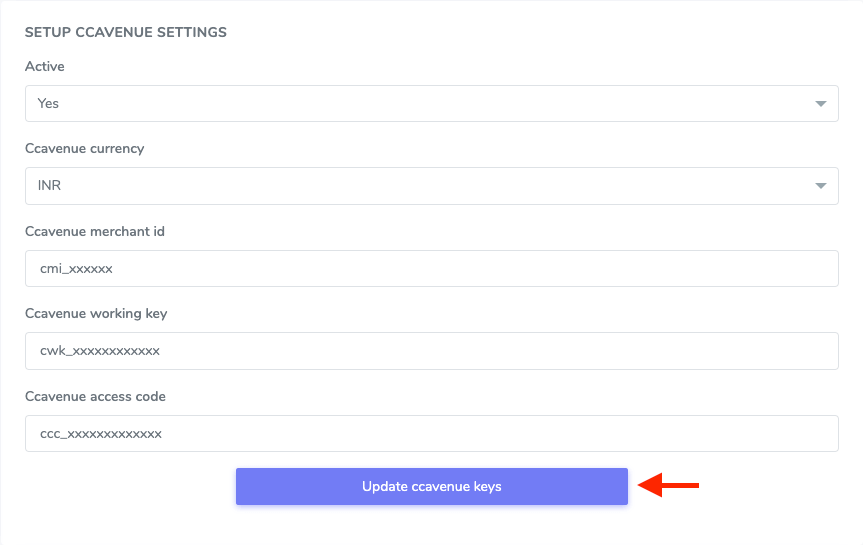 SETUP CCAVENUE SETTINGS
Active
Yes
Ccavenue currency
INR
Ccavenue merchant id
cmi_xxxxxx
Ccavenue working key
cwk_xxxxxxxxxxxx
Ccavenue access code
ccc_xxxxxxxxxxxxx
Update ccavenue keys